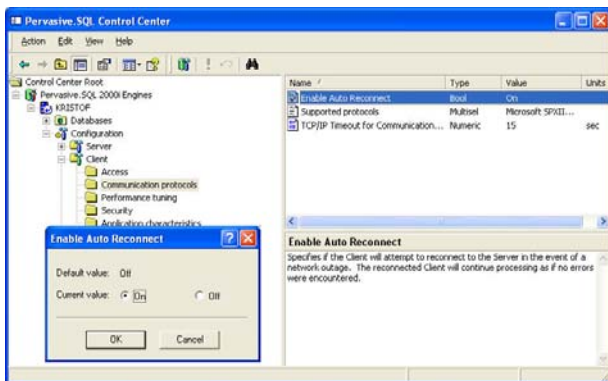 Pervasive.SQL Control Center
Action Edit View Help
Control Center Root
Pervasive.SQL 2000i Engines
KRISTOF
Databases
Configuration
Server
Client
Access
Communication protocols
Performance tuning
Security
Application characteristics
Name Type Value Units
Enable Auto Reconnect Bool On
Supported protocols Multisel Microsoft SPXII...
TCP/IP Timeout for Communication... Numeric 15 sec
Enable Auto Reconnect
Specifies if the Client will attempt to reconnect to the Server in the event of a
network outage. The reconnected Client will continue processing as if no errors
were encountered.
Enable Auto Reconnect
Default value: Off
Current value: On Off
OK Cancel